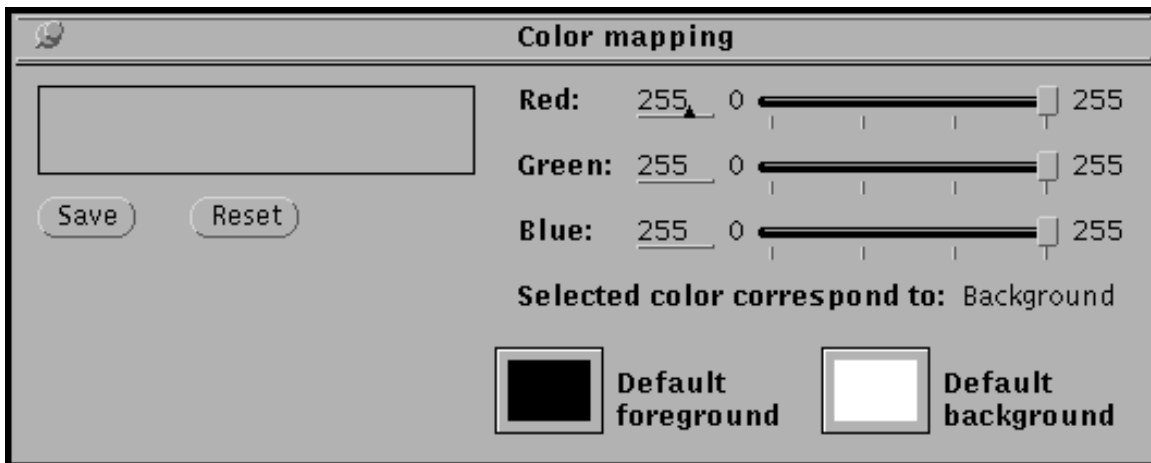 Color mapping
Red: 255 0 255
Green: 255 0 255
Blue: 255 0 255
Save Reset
Selected color correspond to: Background
Default
foreground
Default
background